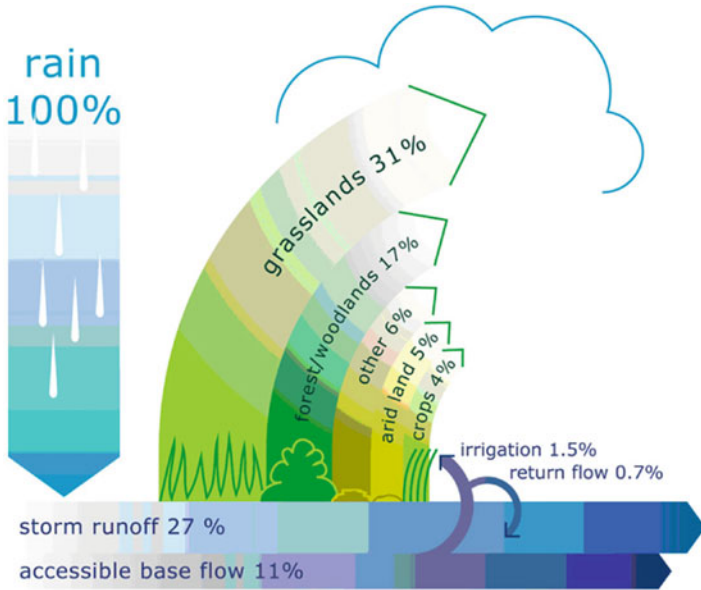 rain
100%
grasslands 31%
forest/woodlands 17%
other 6%
arid land 5%
crops 4%
irrigation 1.5%
return flow 0.7%
storm runoff 27 %
accessible base flow 11%